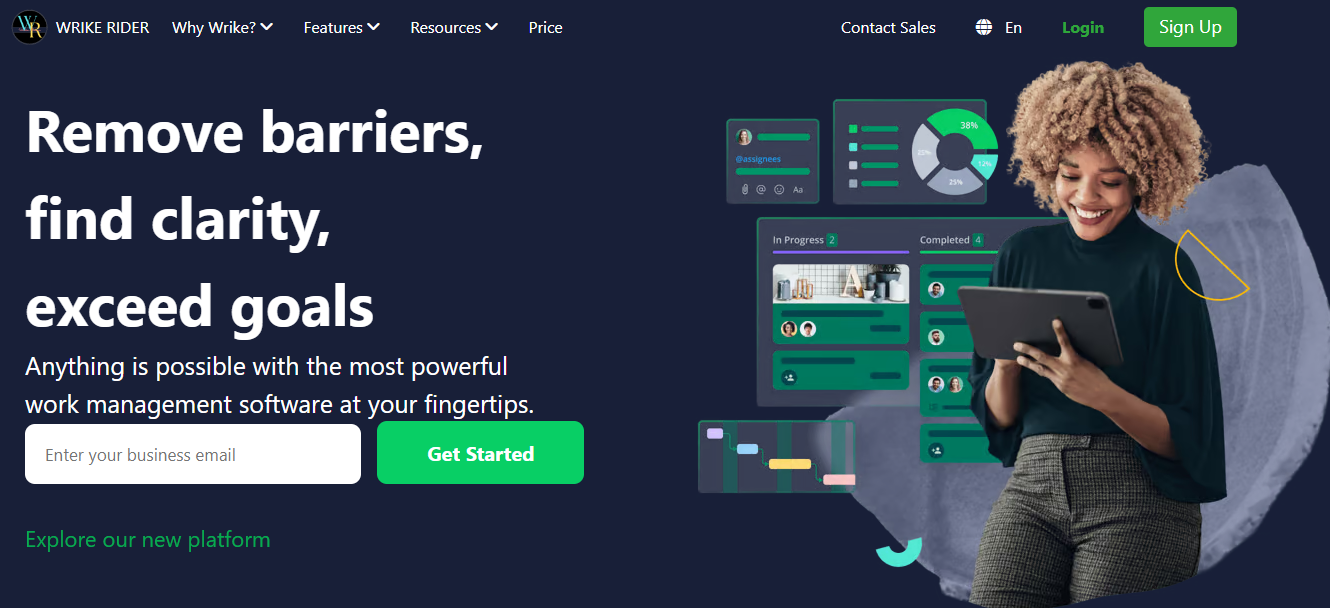 WR
WRIKE RIDER
Why Wrike?
Features
Resources
Price
Contact Sales
En
Login
Sign Up
Remove barriers,
find clarity,
exceed goals
Anything is possible with the most powerful
work management software at your fingertips.
Enter your business email
Get Started
Explore our new platform
@assignees
@
Aa
38%
12%
25%
In Progress 2
Completed 4
A